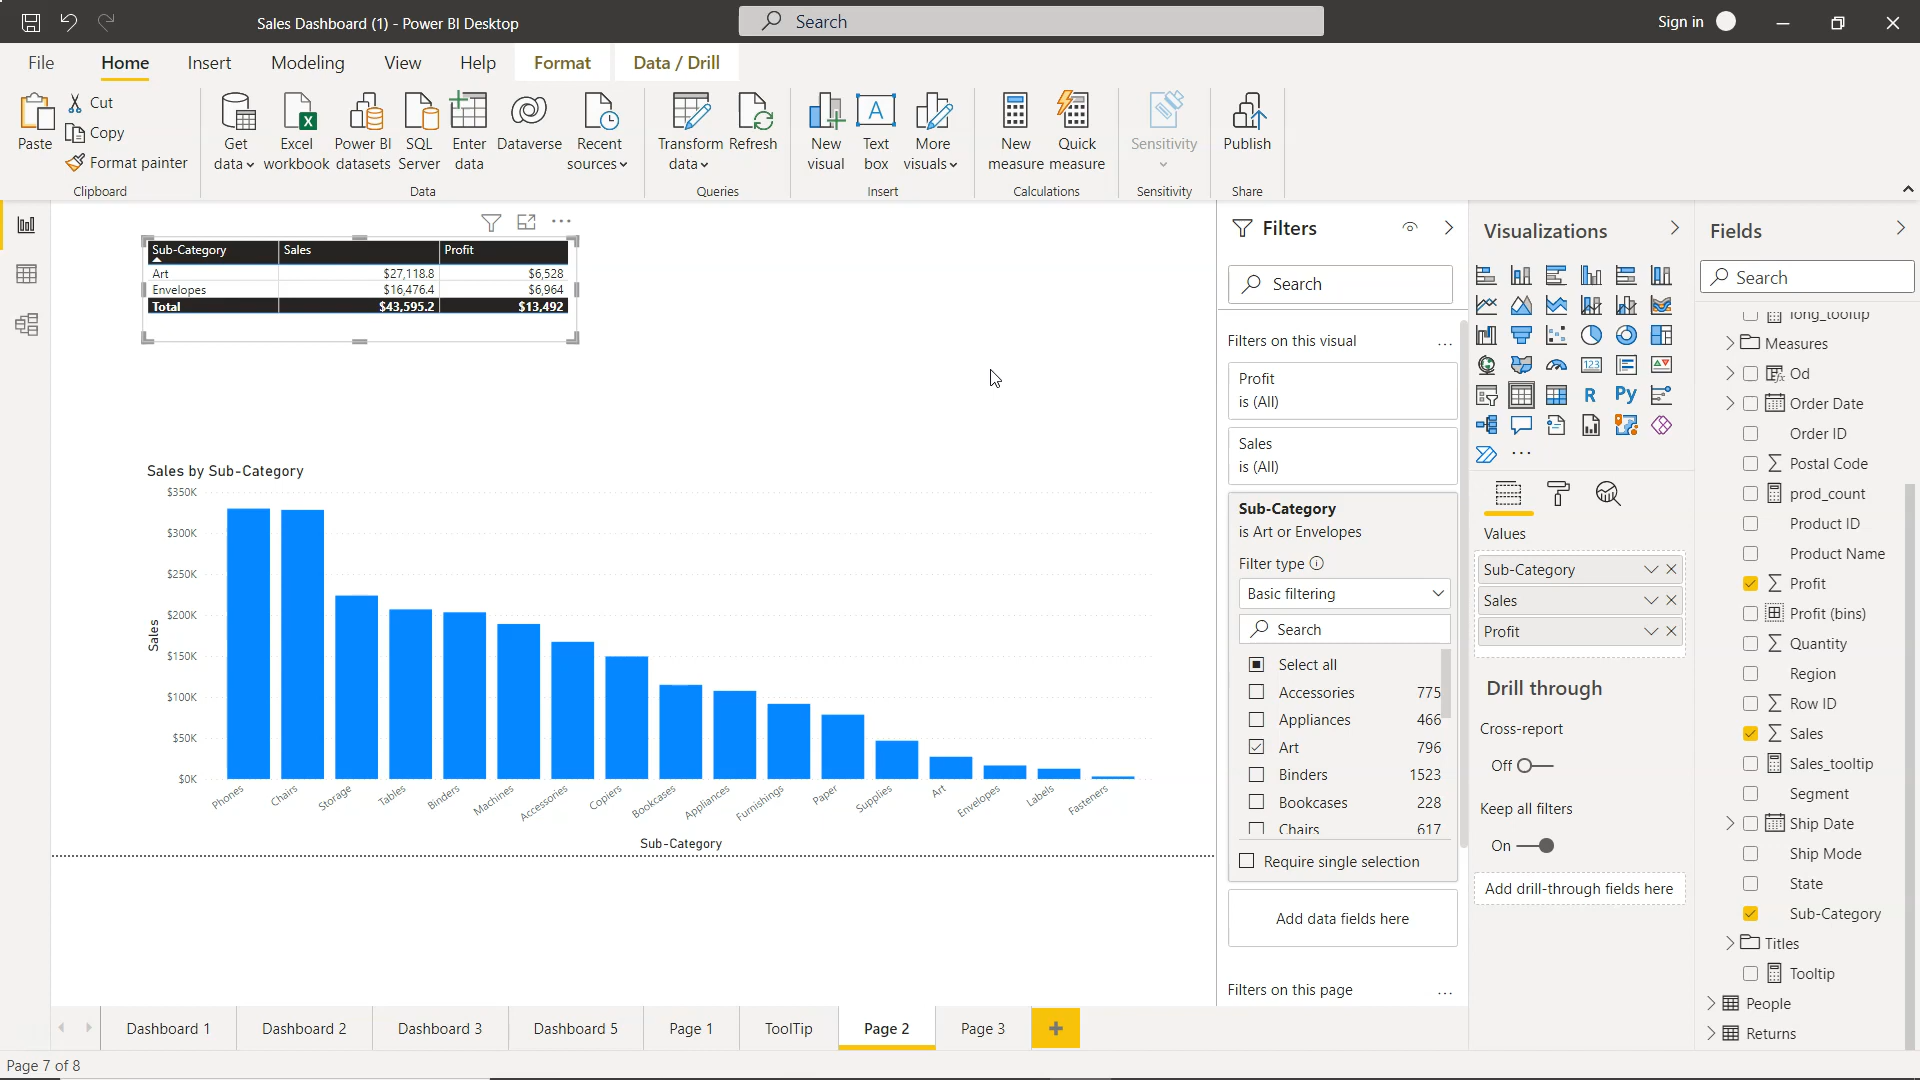 Sales Dashboard (1) - Power BI Desktop
Search
Sign in
File
Home
Insert
Modeling
View
Help
Format
Data / Drill
Paste
Cut
Copy
Format painter
Clipboard
Get data
Excel workbook
Power BI datasets
SQL Server
Enter data
Dataverse
Recent sources
Data
Transform data
Refresh
Queries
New visual
Text box
More visuals
Insert
New measure
Quick measure
Calculations
Sensitivity
Sensitivity
Publish
Share
Sub-Category Sales Profit
Art $27,118.8 $6,528
Envelopes $16,476.4 $6,964
Total $43,595.2 $13,492
Sales by Sub-Category
$350K
$300K
$250K
$200K
$150K
$100K
$50K
$0K
Sales
Phones
Chairs
Storage
Tables
Binders
Machines
Accessories
Copiers
Bookcases
Appliances
Furnishings
Paper
Supplies
Art
Envelopes
Labels
Fasteners
Sub-Category
Filters
Search
Filters on this visual ...
Profit
is (All)
Sales
is (All)
Sub-Category
is Art or Envelopes
Filter type
Basic filtering
Search
Select all
Accessories 775
Appliances 466
Art 796
Binders 1523
Bookcases 228
Chairs 617
Require single selection
Add data fields here
Filters on this page ...
Visualizations
123
R
Py
...
Values
Sub-Category
Sales
Profit
Drill through
Cross-report
Off
Keep all filters
On
Add drill-through fields here
Fields
Search
long_tooltip
Measures
Od
Order Date
Order ID
Postal Code
prod_count
Product ID
Product Name
Profit
Profit (bins)
Quantity
Region
Row ID
Sales
Sales_tooltip
Segment
Ship Date
Ship Mode
State
Sub-Category
Titles
Tooltip
People
Returns
Dashboard 1
Dashboard 2
Dashboard 3
Dashboard 5
Page 1
ToolTip
Page 2
Page 3
Page 7 of 8